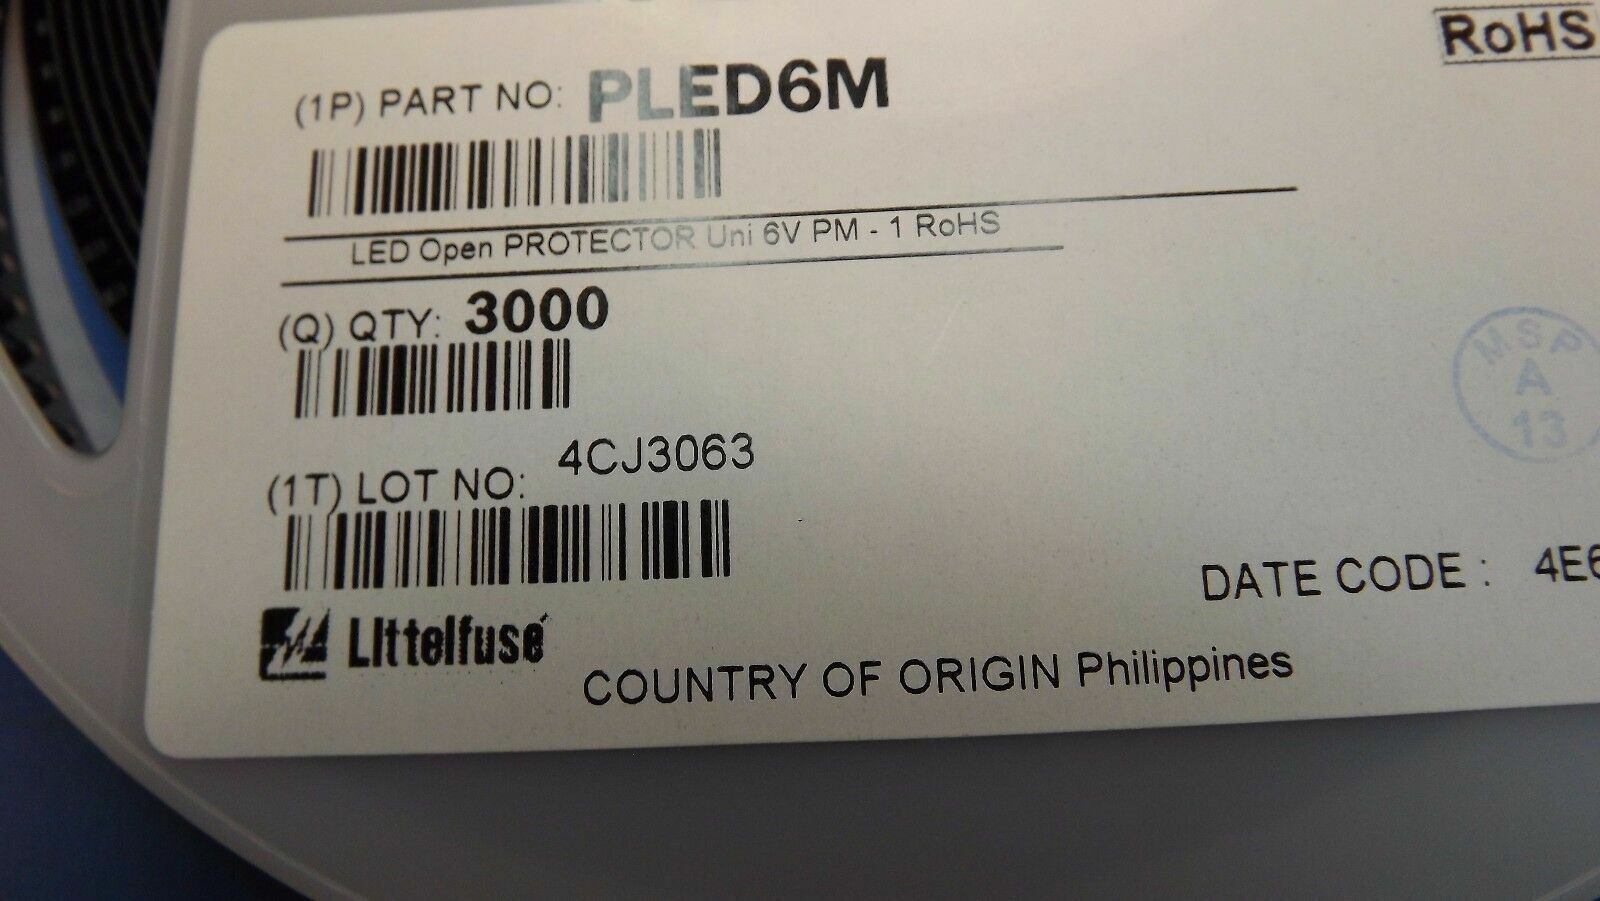 RoHS
(1P) PART NO: PLED6M
LED Open PROTECTOR Uni 6V PM - 1 RoHS
(Q) QTY: 3000
MSP
A
13
(1T) LOT NO: 4CJ3063
DATE CODE : 4E6
Littelfuse
COUNTRY OF ORIGIN Philippines